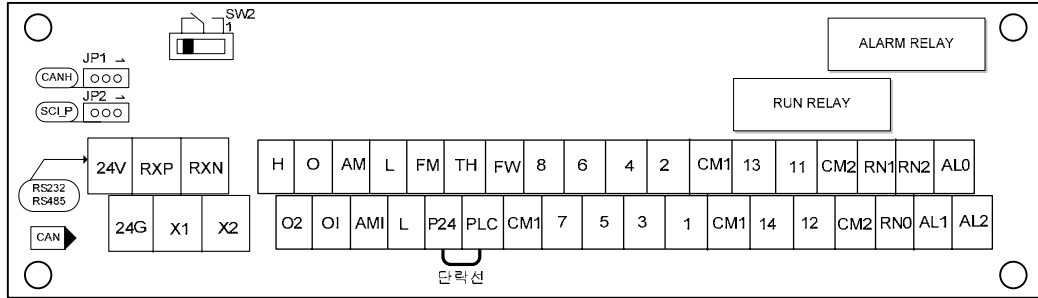 SW2
1
ALARM RELAY
JP1 1
CANH
JP2 1
SCI_P
RUN RELAY
24V RXP RXN
H O AM L FM TH FW 8 6 4 2 CM1 13 11 CM2 RN1 RN2 AL0
RS232
RS485
24G X1 X2
O2 OI AMI L P24 PLC CM1 7 5 3 1 CM1 14 12 CM2 RN0 AL1 AL2
CAN
단락선